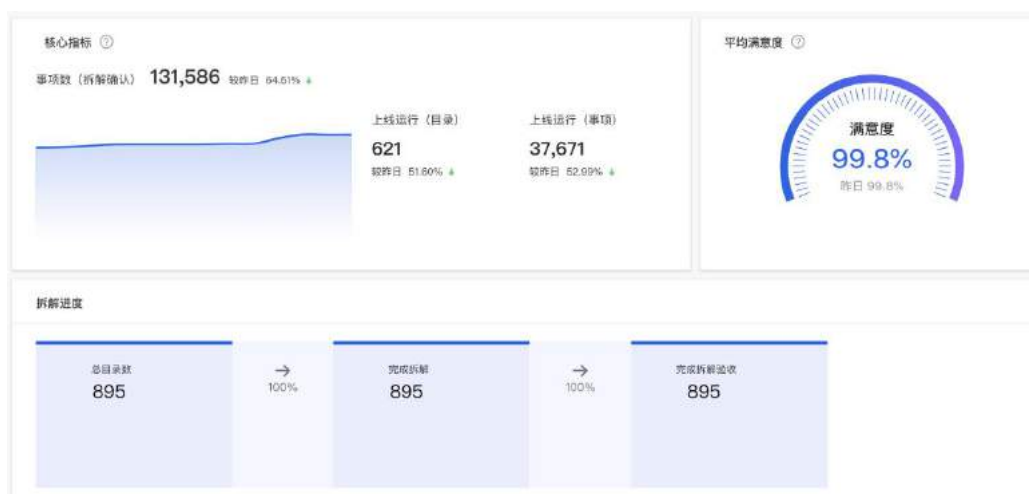 核心指标
事项数（拆解确认） 131,586 较昨日 64.61%
上线运行（目录）
621
较昨日 51.60%
上线运行（事项）
37,671
较昨日 52.99%
平均满意度
满意度
99.8%
昨日 99.8%
拆解进度
总目录数
895
100%
完成拆解
895
100%
完成拆解验收
895